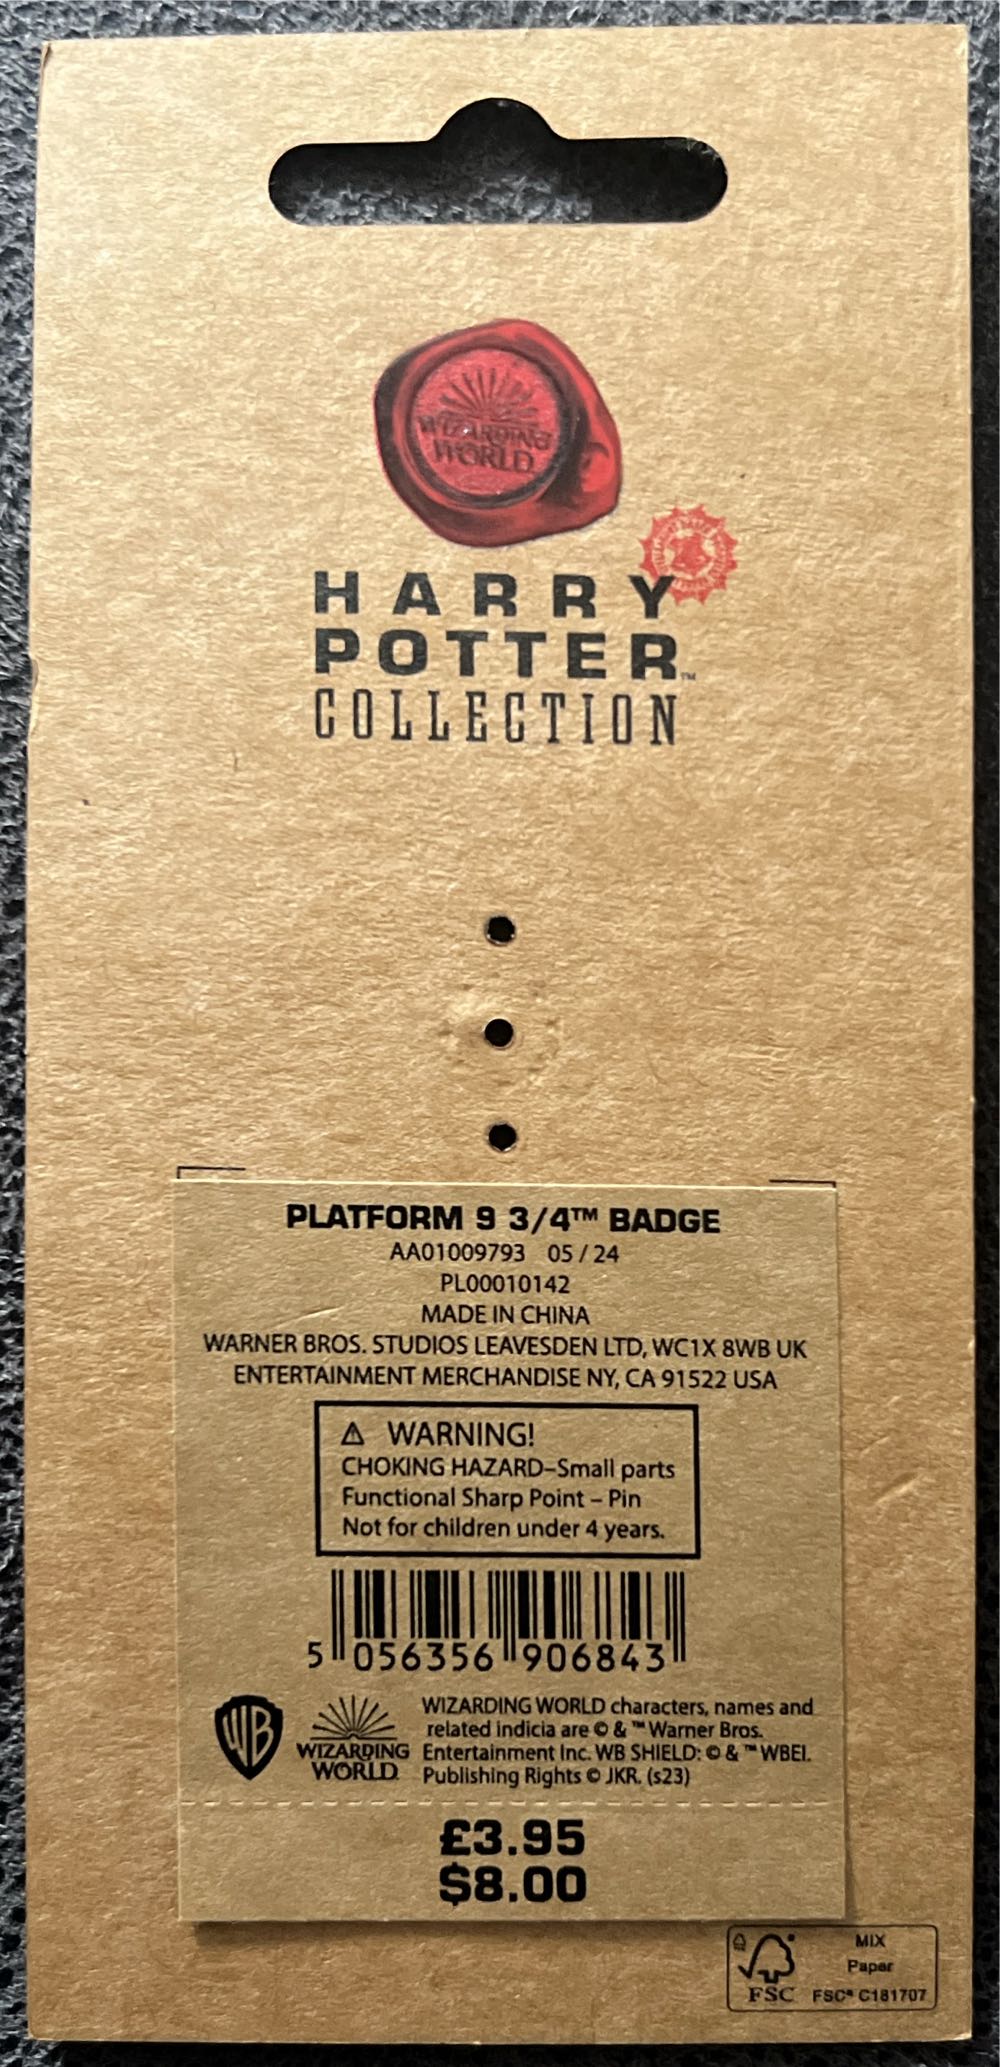 WIZARDING
WORLD
HARRY
POTTER™
COLLECTION
PLATFORM 9 3/4™ BADGE
AA01009793 05 / 24
PL00010142
MADE IN CHINA
WARNER BROS. STUDIOS LEAVESDEN LTD, WC1X 8WB UK
ENTERTAINMENT MERCHANDISE NY, CA 91522 USA
⚠ WARNING!
CHOKING HAZARD–Small parts
Functional Sharp Point – Pin
Not for children under 4 years.
5 056356 906843
WB
WIZARDING
WORLD
WIZARDING WORLD characters, names and
related indicia are © & ™ Warner Bros.
Entertainment Inc. WB SHIELD: © & ™ WBEI.
Publishing Rights © JKR. (s23)
£3.95
$8.00
FSC
MIX
Paper
FSC® C181707